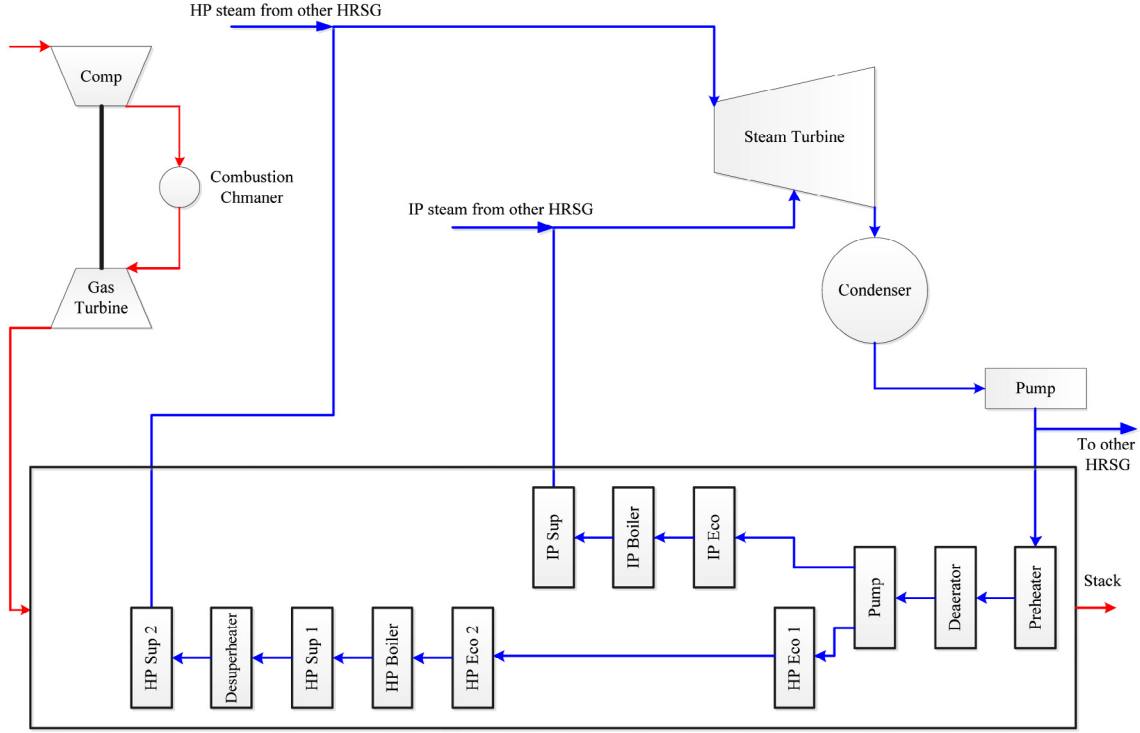 HP steam from other HRSG
Comp
Steam Turbine
Combustion
Chmaner
IP steam from other HRSG
Gas
Turbine
Condenser
Pump
To other
HRSG
IP Sup
IP Boiler
IP Eco
Pump
Deaerator
Preheater
Stack
HP Sup 2
Desuperheater
HP Sup 1
HP Boiler
HP Eco 2
HP Eco 1